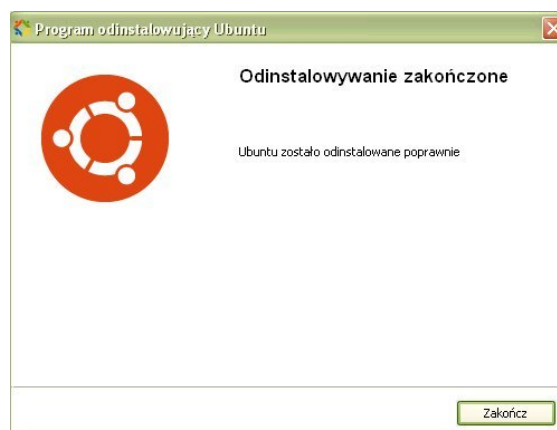 Program odinstalowujący Ubuntu
Odinstalowywanie zakończone
Ubuntu zostało odinstalowane poprawnie
Zakończ